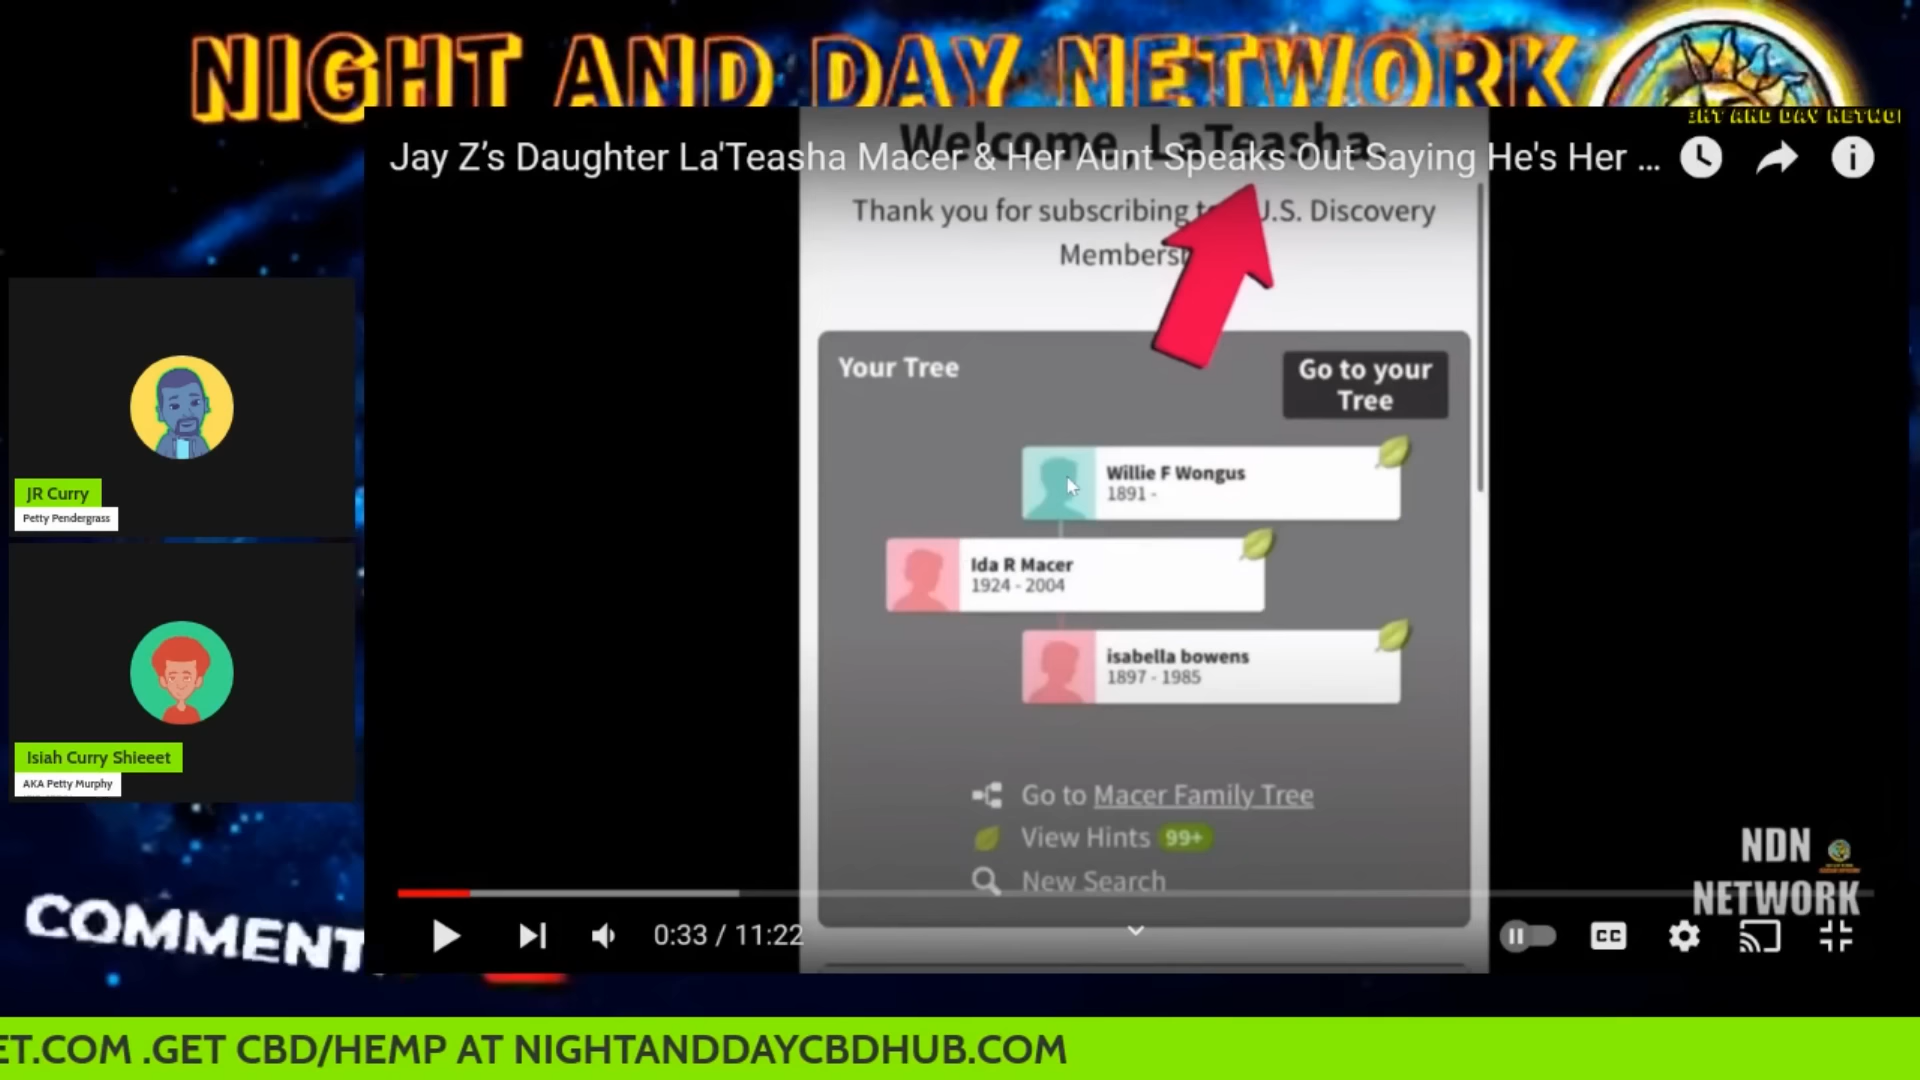 NIGHT AND DAY NETWORK
Jay Z's Daughter La'Teasha Macer & Her Aunt Speaks Out Saying He's Her ...
Welcome, LaTeasha
Thank you for subscribing U.S. Discovery
Your Tree
Go to your
Tree
Willie F Wongus
1891 -
Ida R Macer
1924 - 2004
isabella bowens
1897 - 1985
Go to Macer Family Tree
View Hints 99+
New Search
JR Curry
Petty Pendergrass
Isiah Curry Shieeet
AKA Petty Murphy
NDN
NETWORK
COMMENT
0:33 / 11:22
CC
ET.COM .GET CBD/HEMP AT NIGHTANDDAYCBDHUB.COM